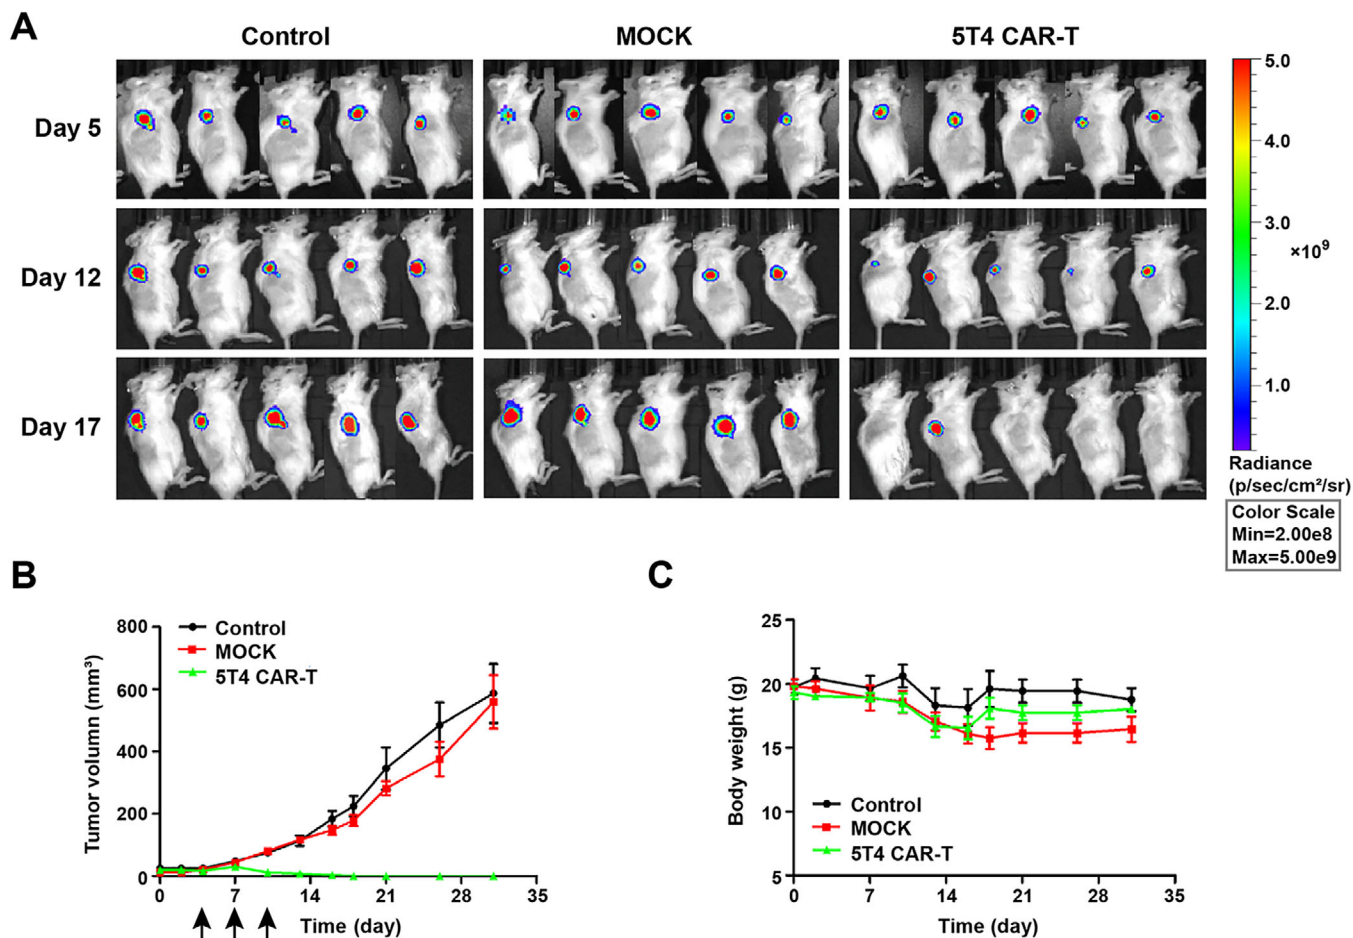 A
Control
MOCK
5T4 CAR-T
Day 5
Day 12
Day 17
5.0
4.0
3.0
×10⁹
2.0
1.0
Radiance
(p/sec/cm²/sr)
Color Scale
Min=2.00e8
Max=5.00e9
B
Tumor volumn (mm³)
800
600
400
200
0
Control
MOCK
5T4 CAR-T
0 7 14 21 28 35
Time (day)
C
Body weight (g)
25
20
15
10
5
Control
MOCK
5T4 CAR-T
0 7 14 21 28 35
Time (day)